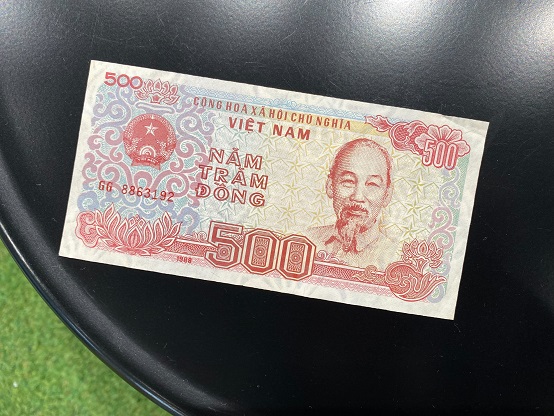 500
CỘNG HOÀ XÃ HỘI CHỦ NGHĨA
VIỆT NAM
500
GG 8863192
NĂM
TRĂM
ĐỒNG
500
1988